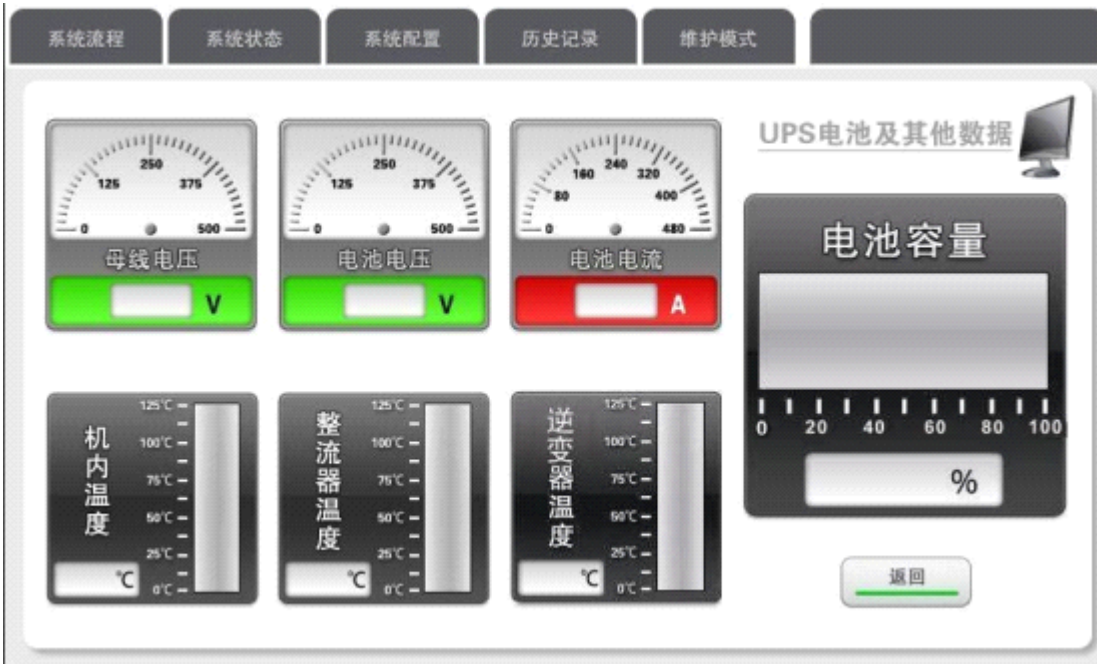 系统流程
系统状态
系统配置
历史记录
维护模式
UPS电池及其他数据
0 125 250 375 500
母线电压
V
0 125 250 375 500
电池电压
V
0 80 160 240 320 400 480
电池电流
A
电池容量
0 20 40 60 80 100
%
机内温度
125℃
100℃
75℃
50℃
25℃
0℃
℃
整流器温度
125℃
100℃
75℃
50℃
25℃
0℃
℃
逆变器温度
125℃
100℃
75℃
50℃
25℃
0℃
℃
返回